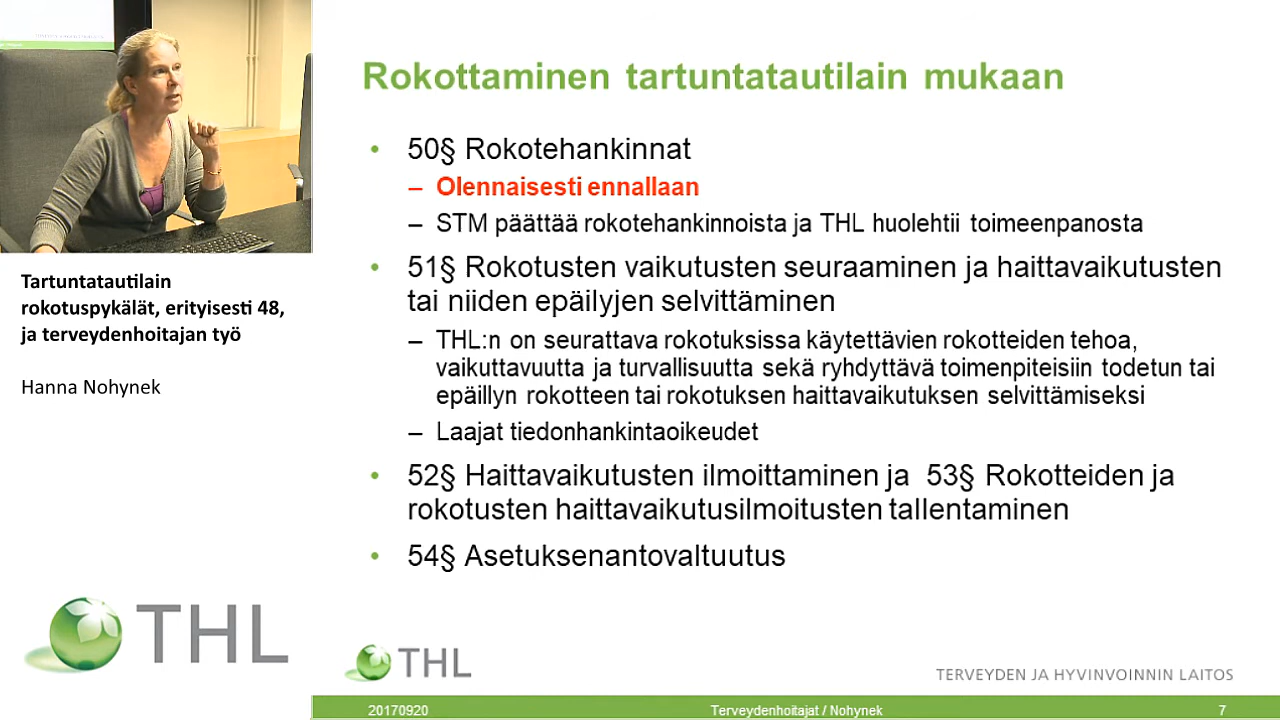 Rokottaminen tartuntatautilain mukaan
• 50§ Rokotehankinnat
– Olennaisesti ennallaan
– STM päättää rokotehankinnoista ja THL huolehtii toimeenpanosta
• 51§ Rokotusten vaikutusten seuraaminen ja haittavaikutusten
tai niiden epäilyjen selvittäminen
– THL:n on seurattava rokotuksissa käytettävien rokotteiden tehoa,
vaikuttavuutta ja turvallisuutta sekä ryhdyttävä toimenpiteisiin todetun tai
epäillyn rokotteen tai rokotuksen haittavaikutuksen selvittämiseksi
– Laajat tiedonhankintaoikeudet
• 52§ Haittavaikutusten ilmoittaminen ja 53§ Rokotteiden ja
rokotusten haittavaikutusilmoitusten tallentaminen
• 54§ Asetuksenantovaltuutus
Tartuntatautilain
rokotuspykälät, erityisesti 48,
ja terveydenhoitajan työ
Hanna Nohynek
THL
THL
TERVEYDEN JA HYVINVOINNIN LAITOS
20170920
Terveydenhoitajat / Nohynek
7